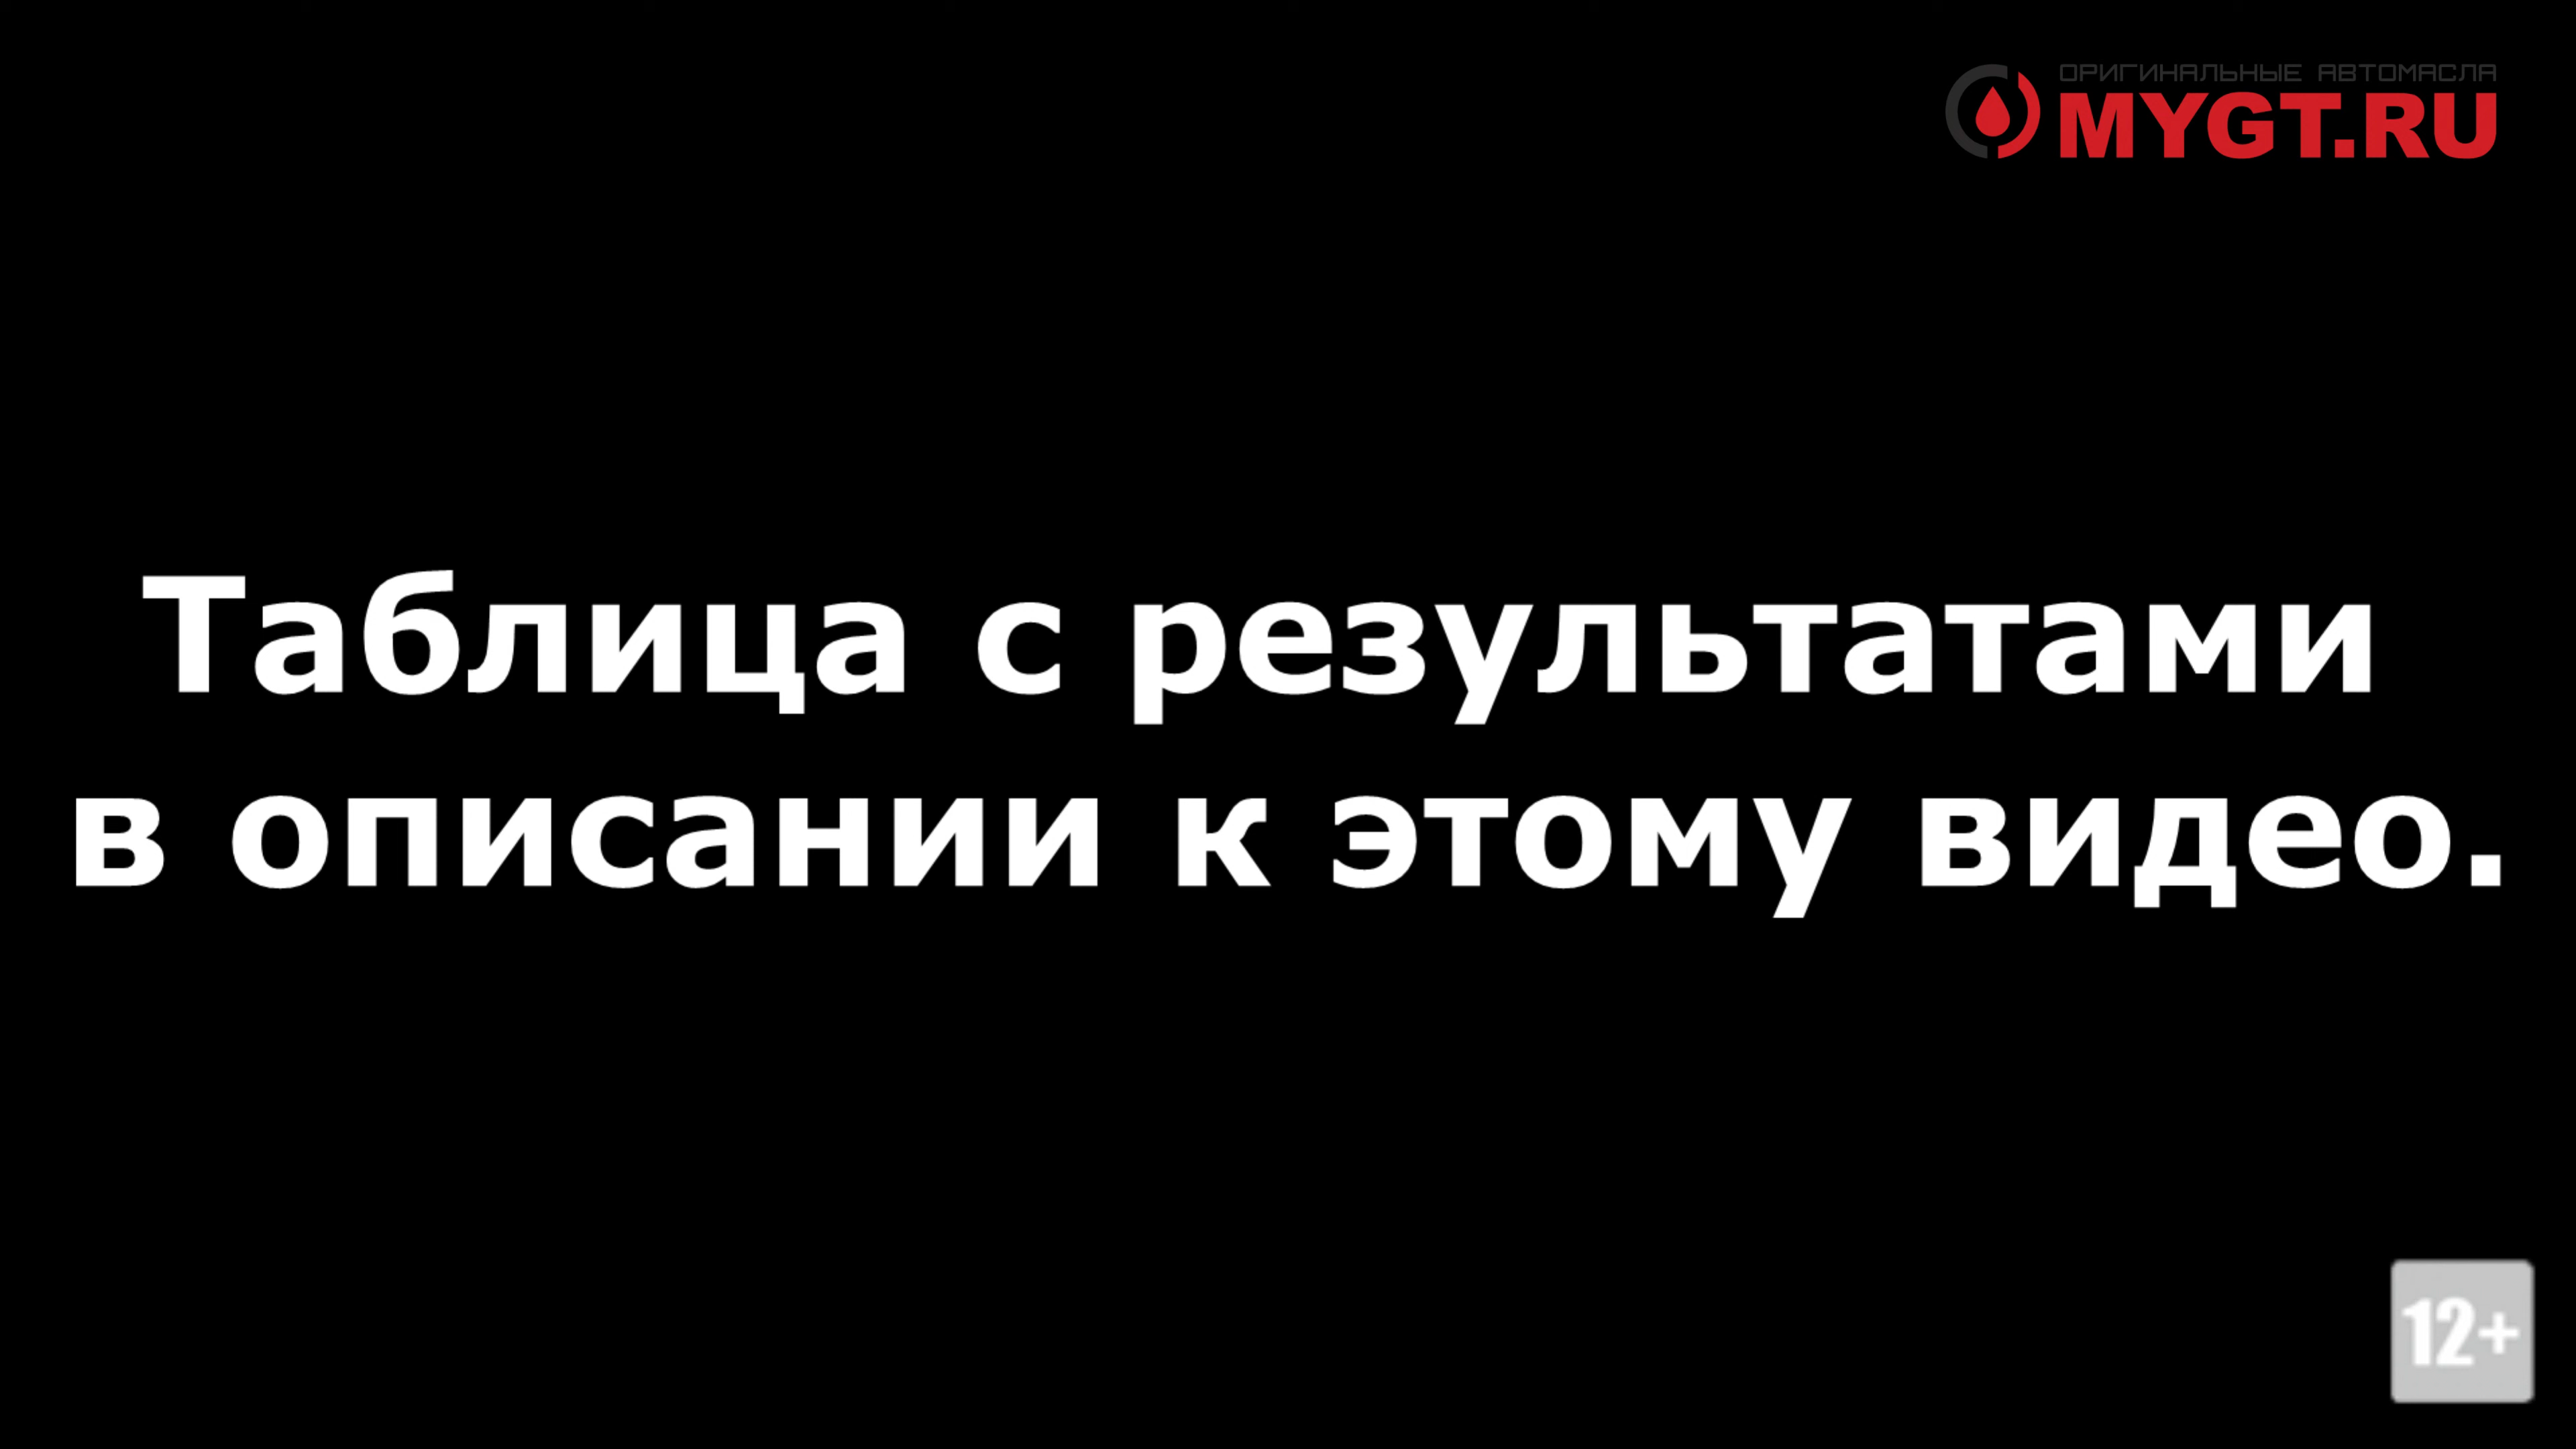 ОРИГИНАЛЬНЫЕ АВТОМАСЛА
MYGT.RU
Таблица с результатами
в описании к этому видео.
12+